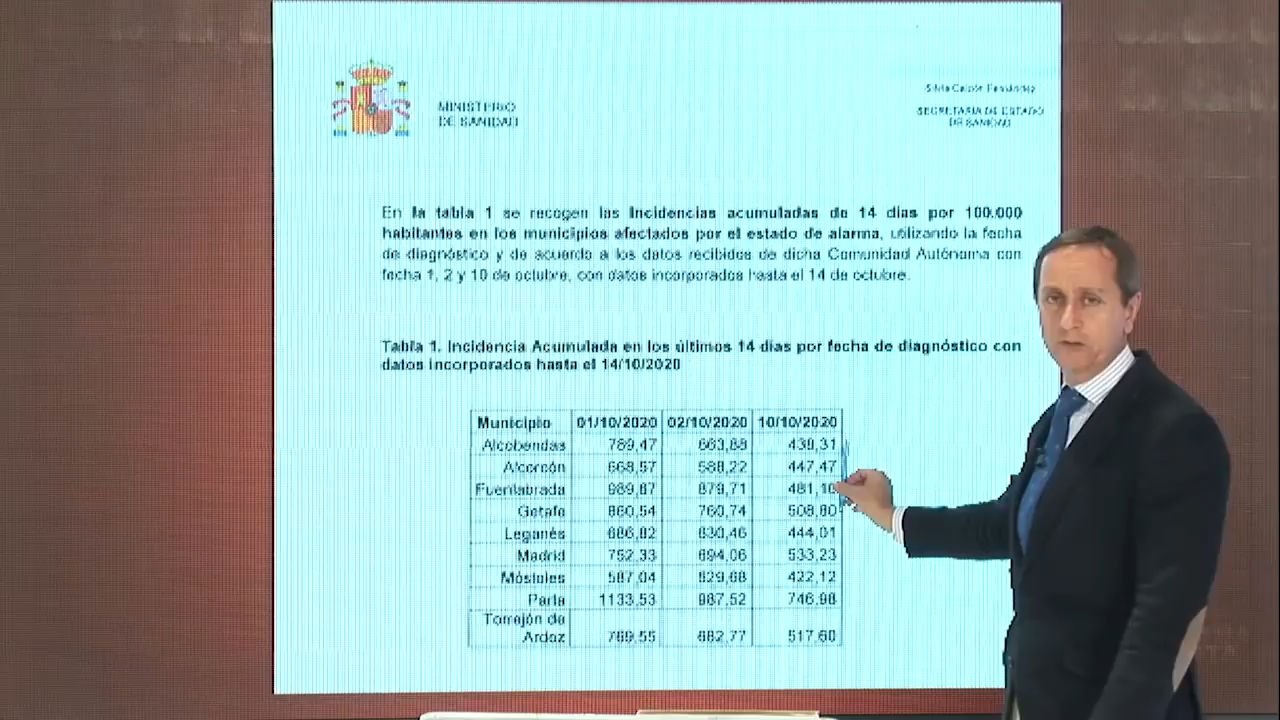 MINISTERIO
DE SANIDAD
Silvia Calzón Fernández
SECRETARIA DE ESTADO
DE SANIDAD
En la tabla 1 se recogen las incidencias acumuladas de 14 días por 100.000
habitantes en los municipios afectados por el estado de alarma, utilizando la fecha
de diagnóstico y de acuerdo a los datos recibidos de dicha Comunidad Autónoma con
fecha 1, 2 y 10 de octubre, con datos incorporados hasta el 14 de octubre.
Tabla 1. Incidencia Acumulada en los últimos 14 días por fecha de diagnóstico con
datos incorporados hasta el 14/10/2020
Municipio 01/10/2020 02/10/2020 10/10/2020
Alcobendas 789,47 663,88 439,31
Alcorcón 668,57 588,22 447,47
Fuenlabrada 989,87 879,71 481,10
Getafe 860,54 760,74 508,80
Leganés 686,82 630,46 444,01
Madrid 752,33 694,06 533,23
Móstoles 587,04 529,68 422,12
Parla 1133,53 987,52 746,98
Torrejón de
Ardoz 769,55 682,77 517,60